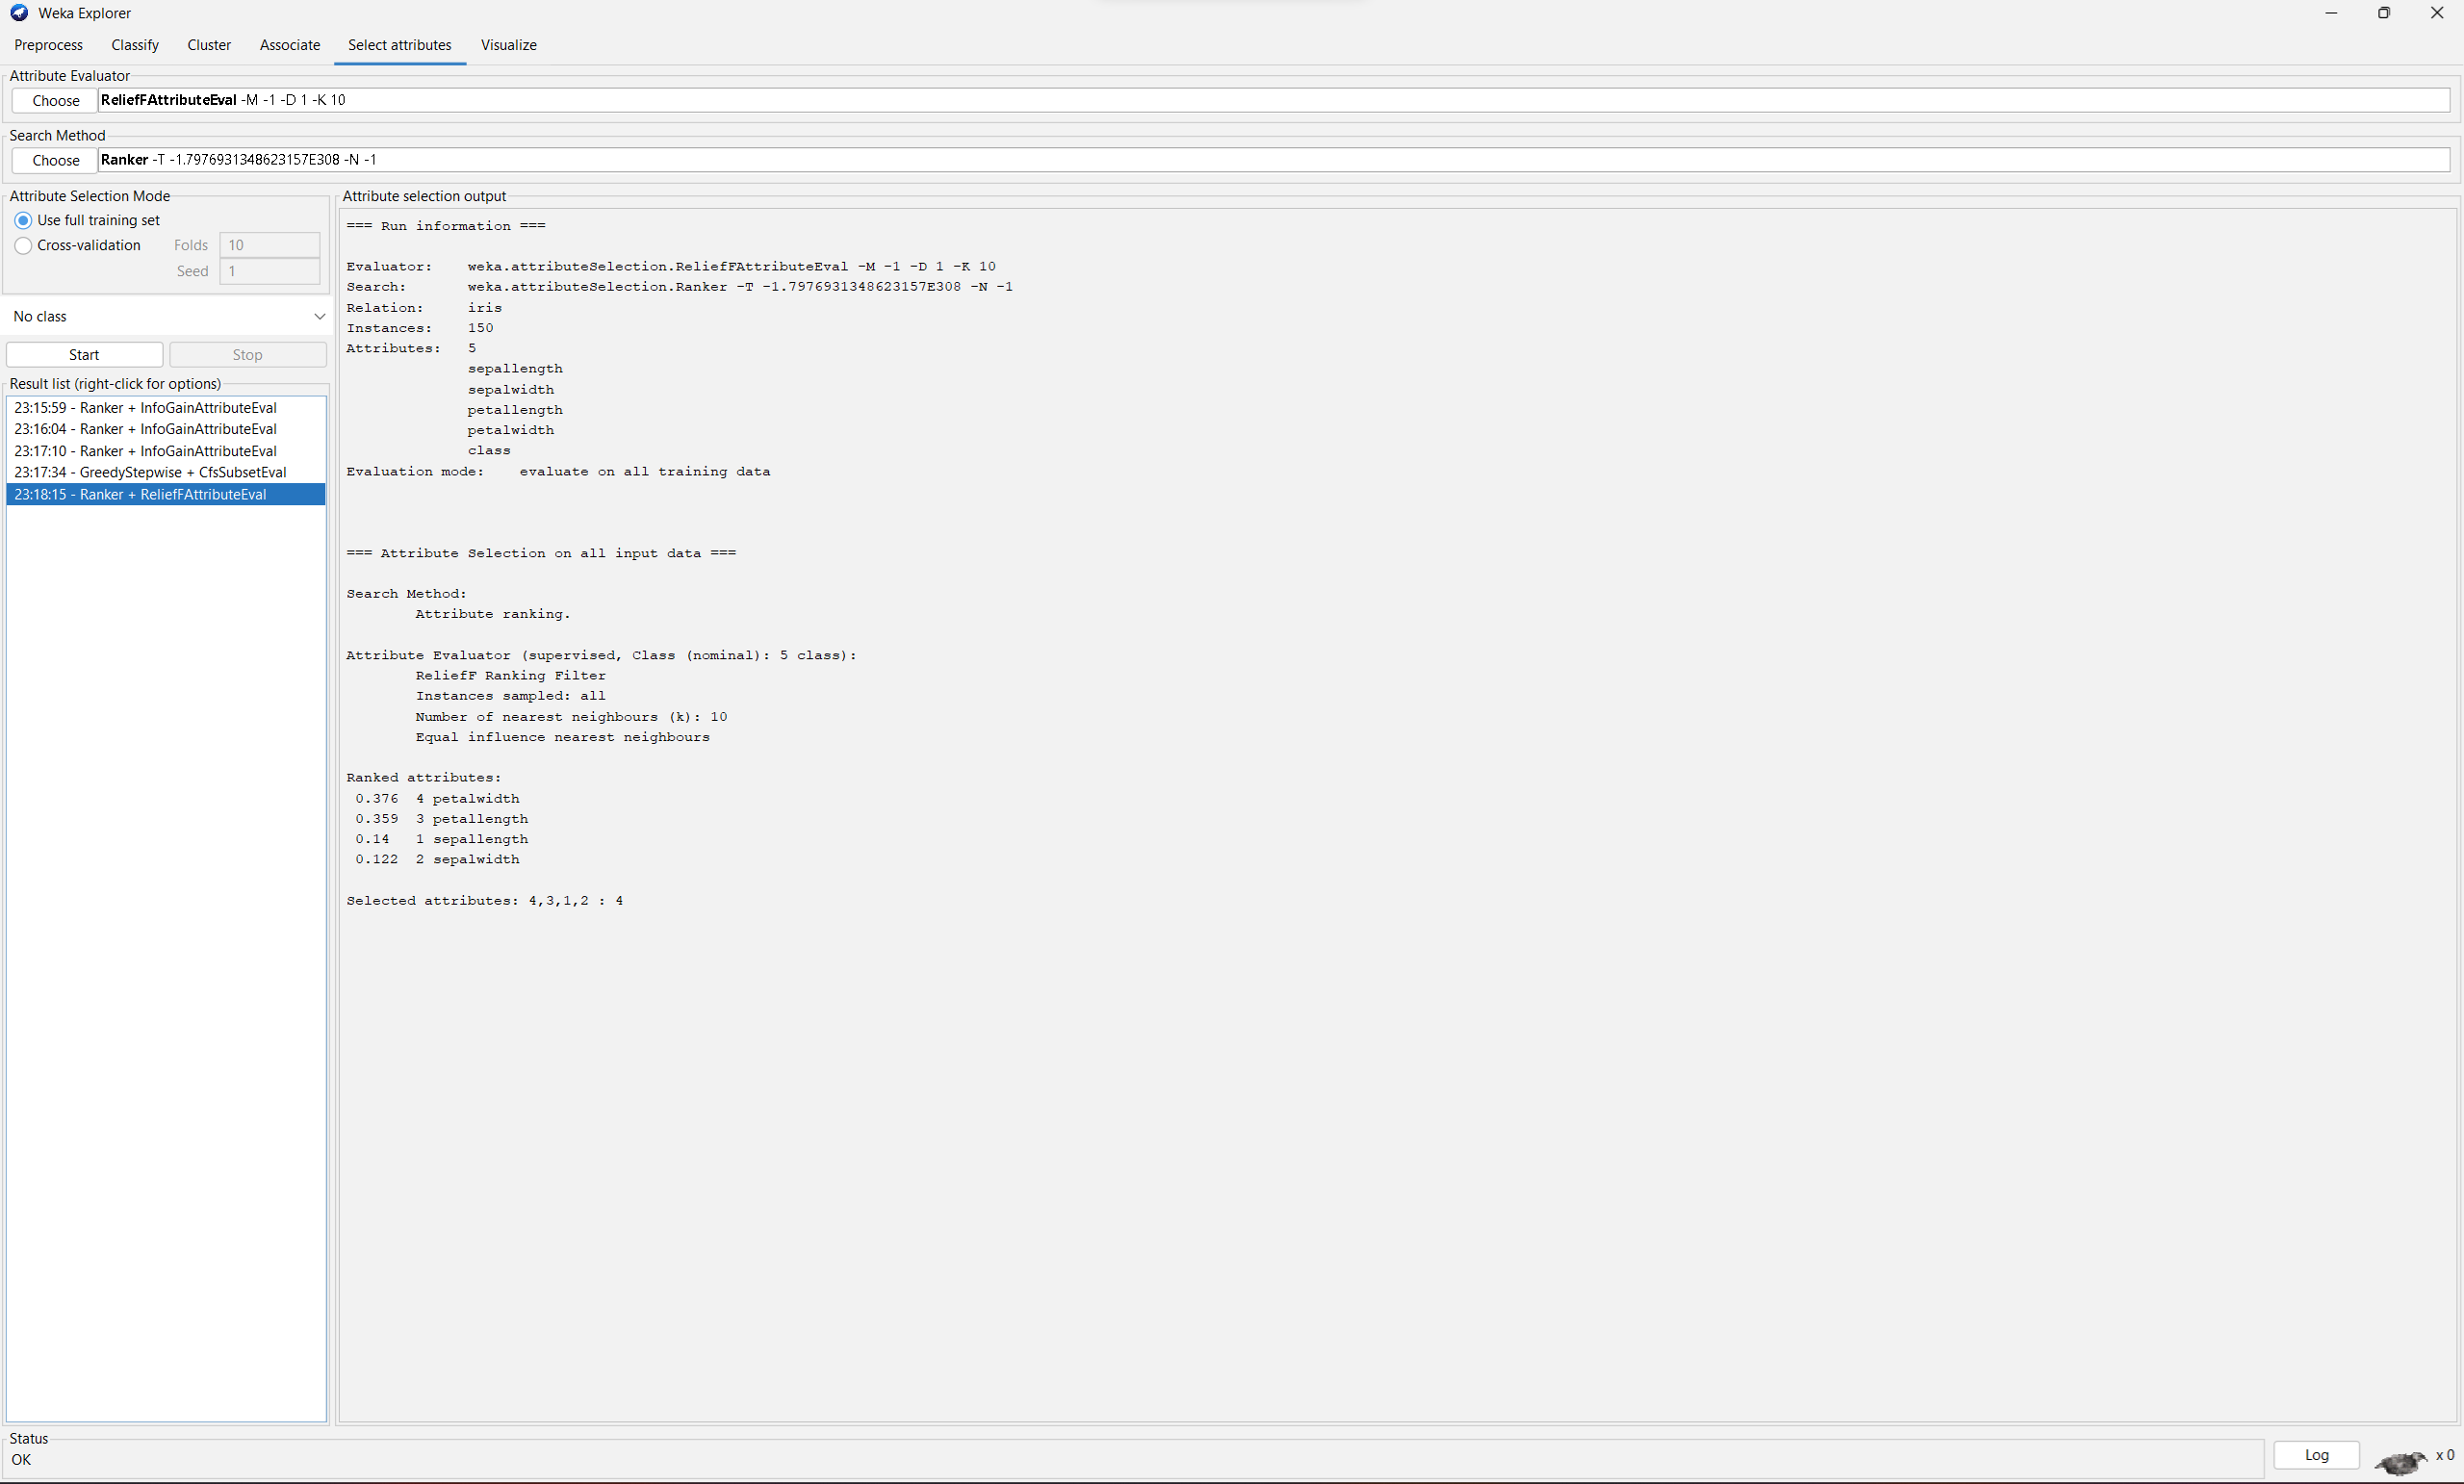 Weka Explorer
Preprocess Classify Cluster Associate Select attributes Visualize
Attribute Evaluator
Choose ReliefFAttributeEval -M -1 -D 1 -K 10
Search Method
Choose Ranker -T -1.7976931348623157E308 -N -1
Attribute Selection Mode
Use full training set
Cross-validation Folds 10
Seed 1
No class
Start Stop
Result list (right-click for options)
23:15:59 - Ranker + InfoGainAttributeEval
23:16:04 - Ranker + InfoGainAttributeEval
23:17:10 - Ranker + InfoGainAttributeEval
23:17:34 - GreedyStepwise + CfsSubsetEval
23:18:15 - Ranker + ReliefFAttributeEval
Attribute selection output
=== Run information ===
Evaluator: weka.attributeSelection.ReliefFAttributeEval -M -1 -D 1 -K 10
Search: weka.attributeSelection.Ranker -T -1.7976931348623157E308 -N -1
Relation: iris
Instances: 150
Attributes: 5
sepallength
sepalwidth
petallength
petalwidth
class
Evaluation mode: evaluate on all training data
=== Attribute Selection on all input data ===
Search Method:
Attribute ranking.
Attribute Evaluator (supervised, Class (nominal): 5 class):
ReliefF Ranking Filter
Instances sampled: all
Number of nearest neighbours (k): 10
Equal influence nearest neighbours
Ranked attributes:
0.376 4 petalwidth
0.359 3 petallength
0.14 1 sepallength
0.122 2 sepalwidth
Selected attributes: 4,3,1,2 : 4
Status
OK
Log x 0